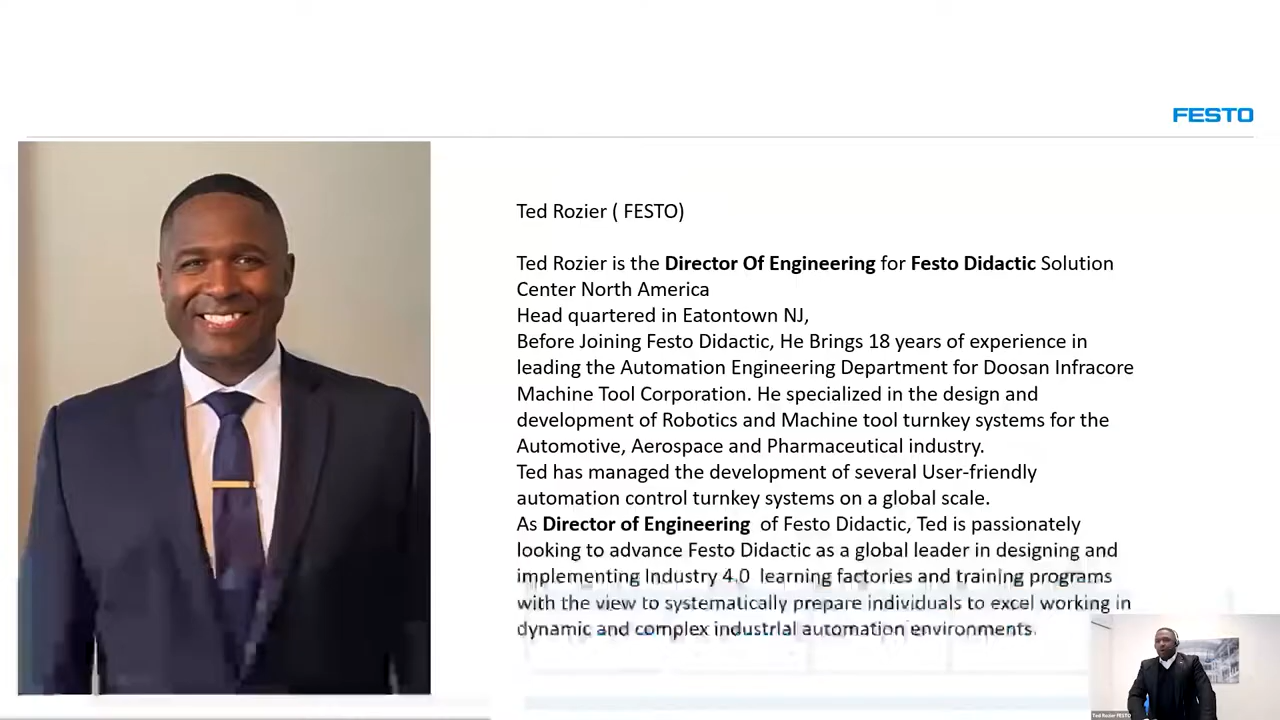 FESTO
Ted Rozier ( FESTO)
Ted Rozier is the Director Of Engineering for Festo Didactic Solution
Center North America
Head quartered in Eatontown NJ,
Before Joining Festo Didactic, He Brings 18 years of experience in
leading the Automation Engineering Department for Doosan Infracore
Machine Tool Corporation. He specialized in the design and
development of Robotics and Machine tool turnkey systems for the
Automotive, Aerospace and Pharmaceutical industry.
Ted has managed the development of several User-friendly
automation control turnkey systems on a global scale.
As Director of Engineering of Festo Didactic, Ted is passionately
looking to advance Festo Didactic as a global leader in designing and
implementing Industry 4.0 learning factories and training programs
with the view to systematically prepare individuals to excel working in
dynamic and complex industrial automation environments.
Ted Rozier FESTO